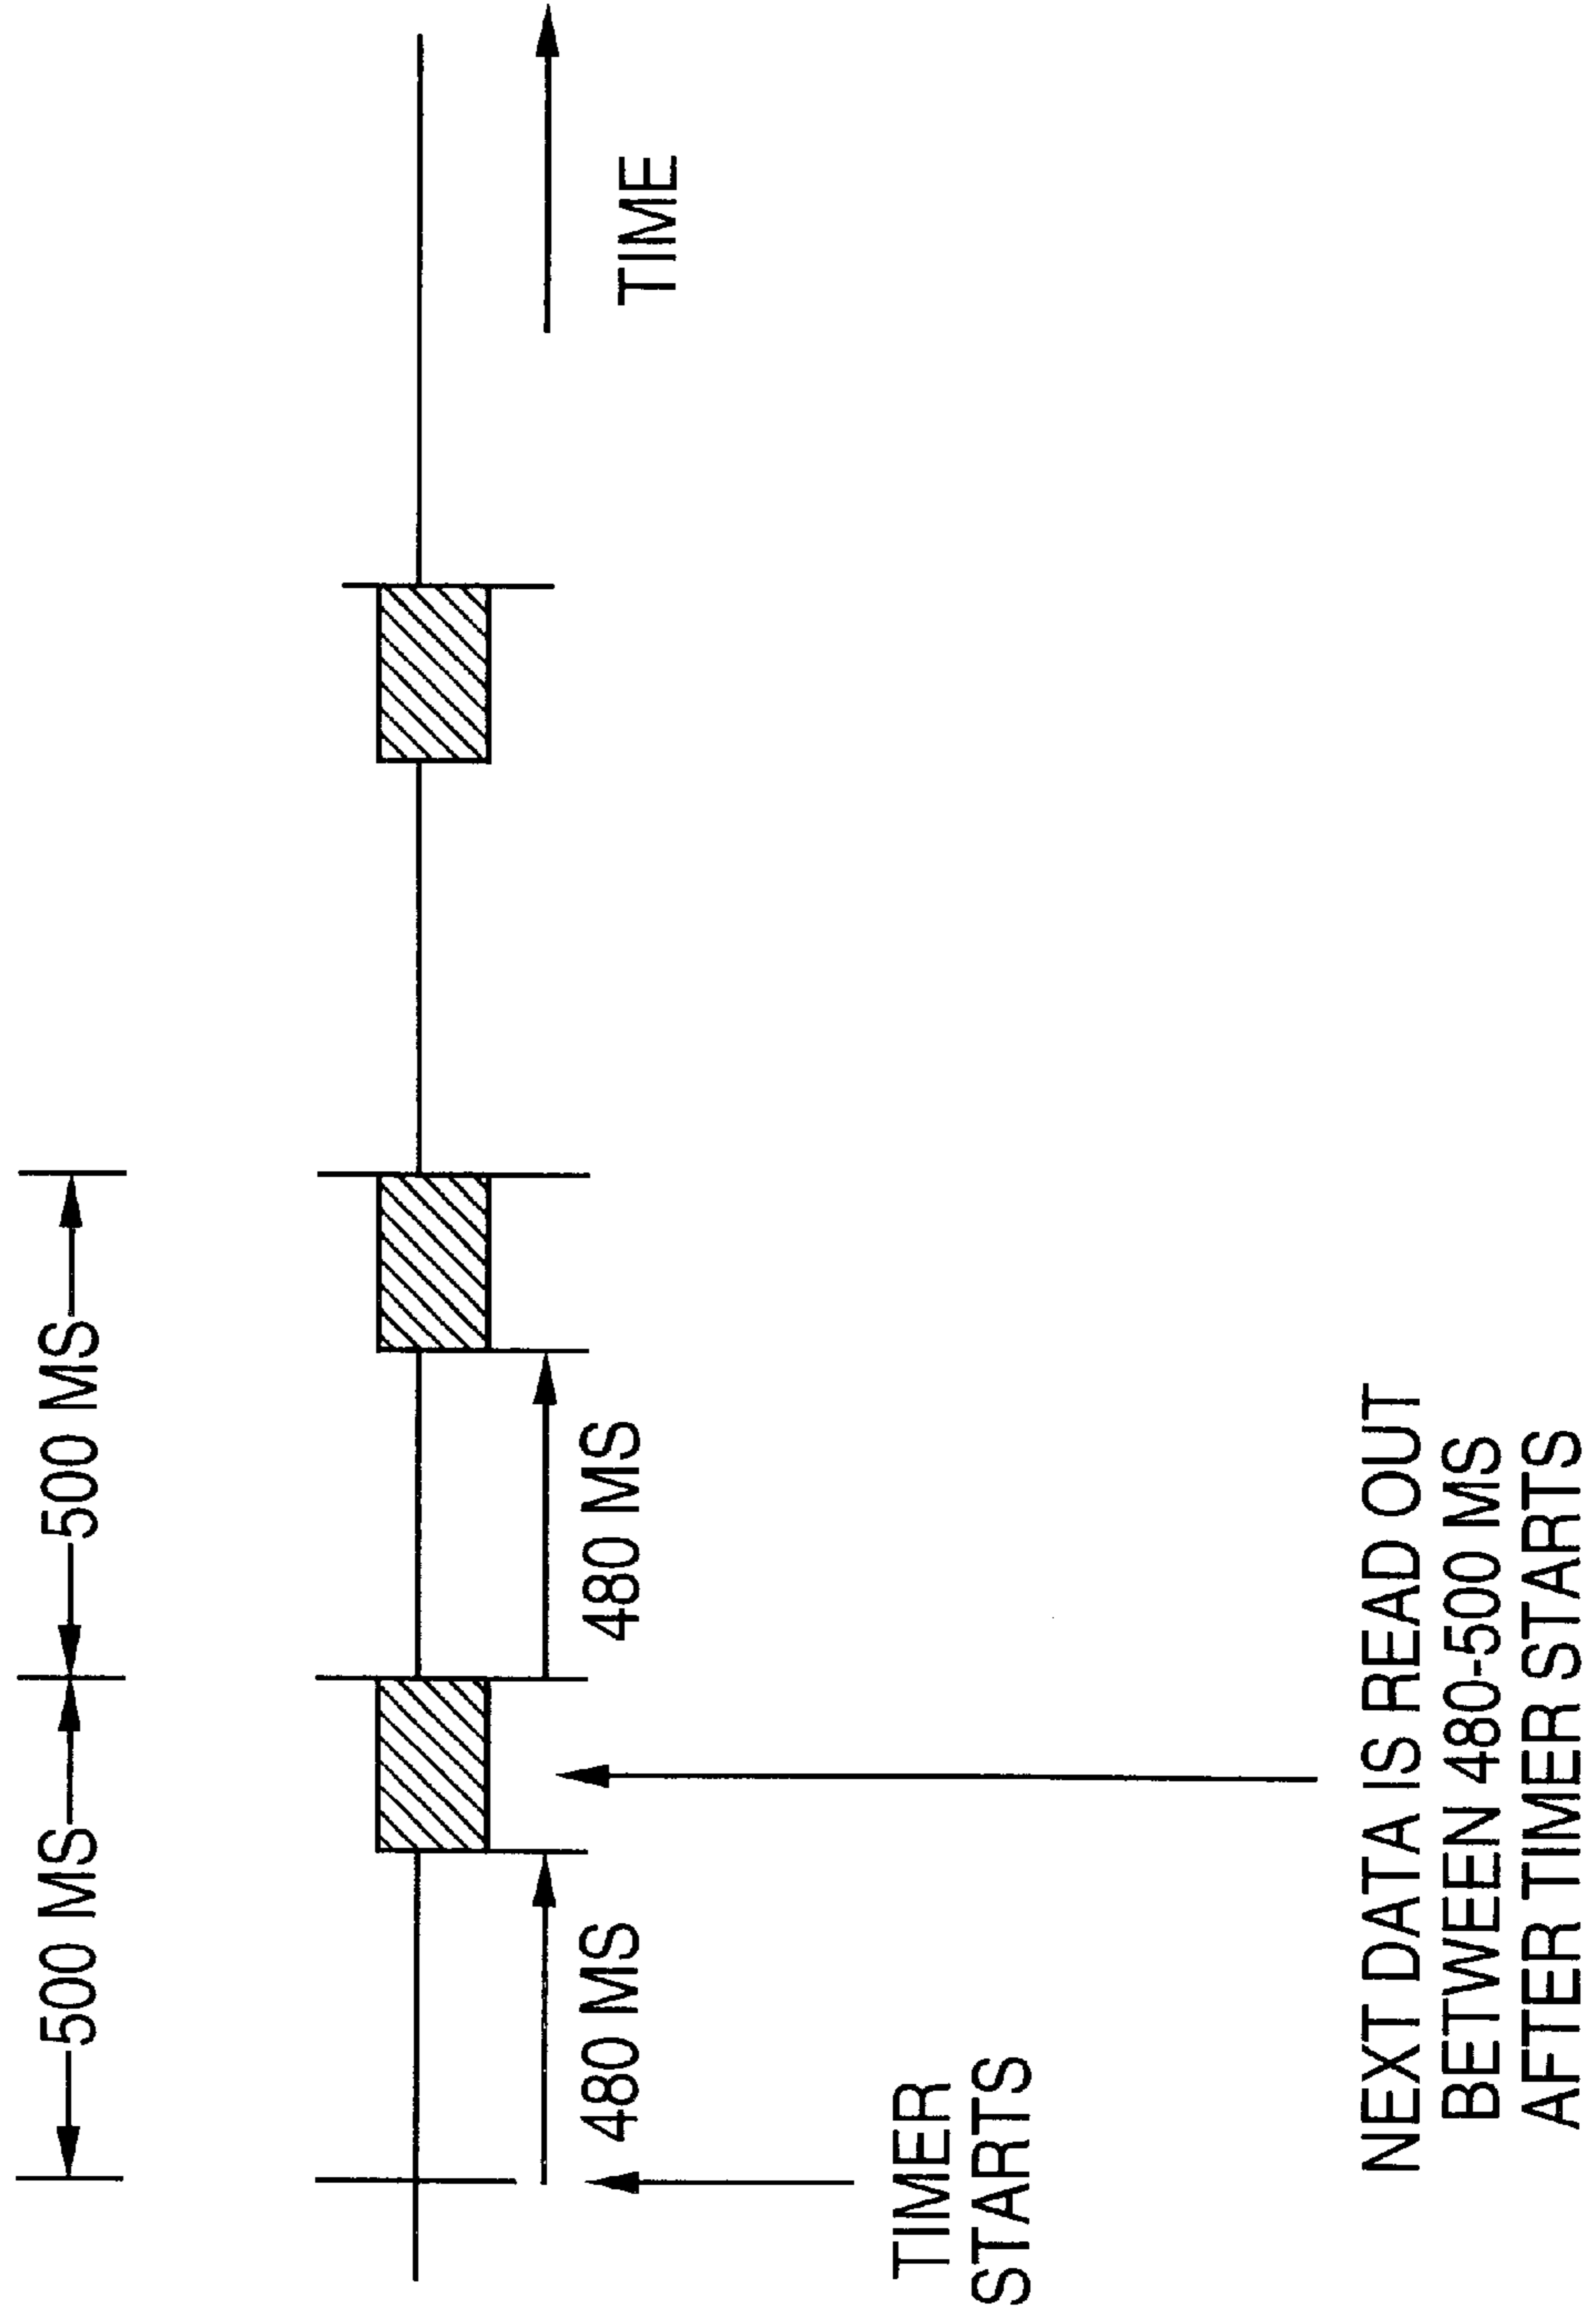 500 MS
500 MS
480 MS
480 MS
TIME
TIMER
STARTS
NEXT DATA IS READ OUT
BETWEEN 480-500 MS
AFTER TIMER STARTS